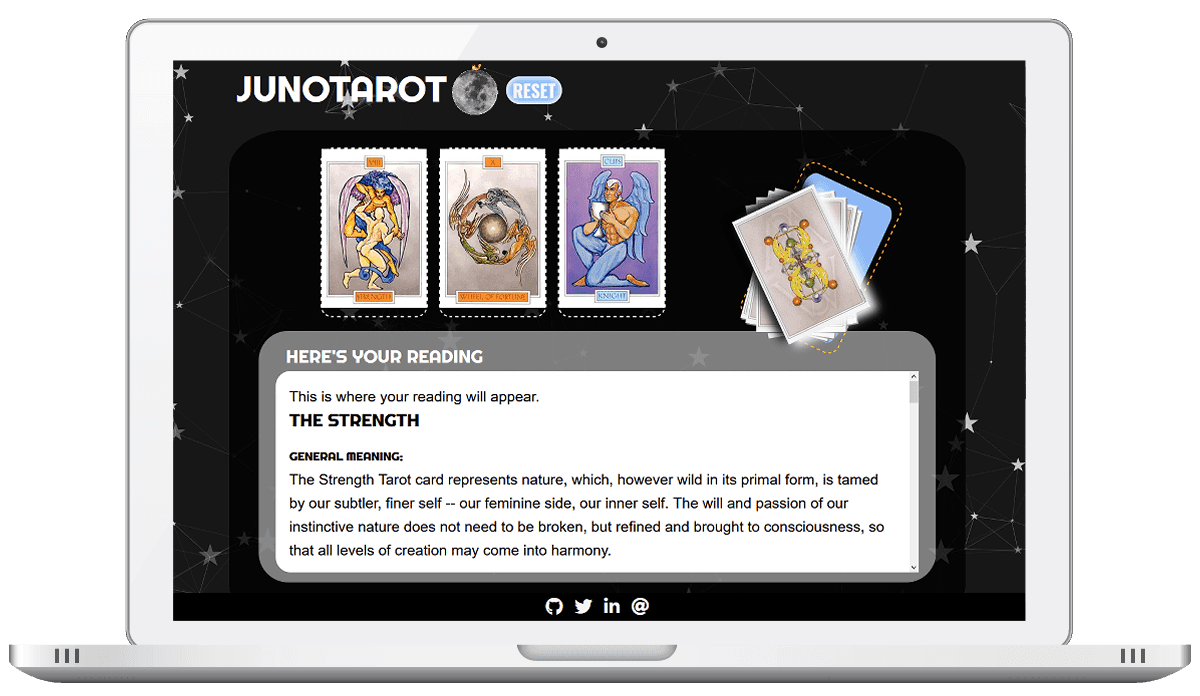 JUNOTAROT
RESET
VIII
X
CUPS
STRENGTH
WHEEL OF FORTUNE
KNIGHT
HERE'S YOUR READING
This is where your reading will appear.
THE STRENGTH
GENERAL MEANING:
The Strength Tarot card represents nature, which, however wild in its primal form, is tamed
by our subtler, finer self -- our feminine side, our inner self. The will and passion of our
instinctive nature does not need to be broken, but refined and brought to consciousness, so
that all levels of creation may come into harmony.